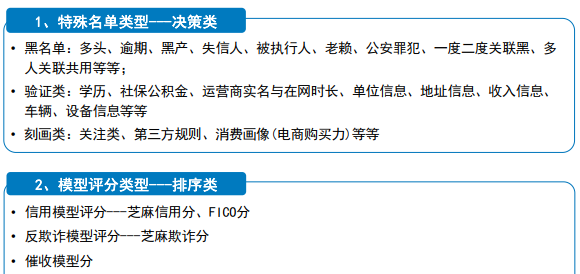 1、特殊名单类型---决策类
• 黑名单：多头、逾期、黑产、失信人、被执行人、老赖、公安罪犯、一度二度关联黑、多
人关联共用等等；
• 验证类：学历、社保公积金、运营商实名与在网时长、单位信息、地址信息、收入信息、
车辆、设备信息等等
• 刻画类：关注类、第三方规则、消费画像(电商购买力)等等
2、模型评分类型---排序类
• 信用模型评分---芝麻信用分、FICO分
• 反欺诈模型评分---芝麻欺诈分
• 催收模型分